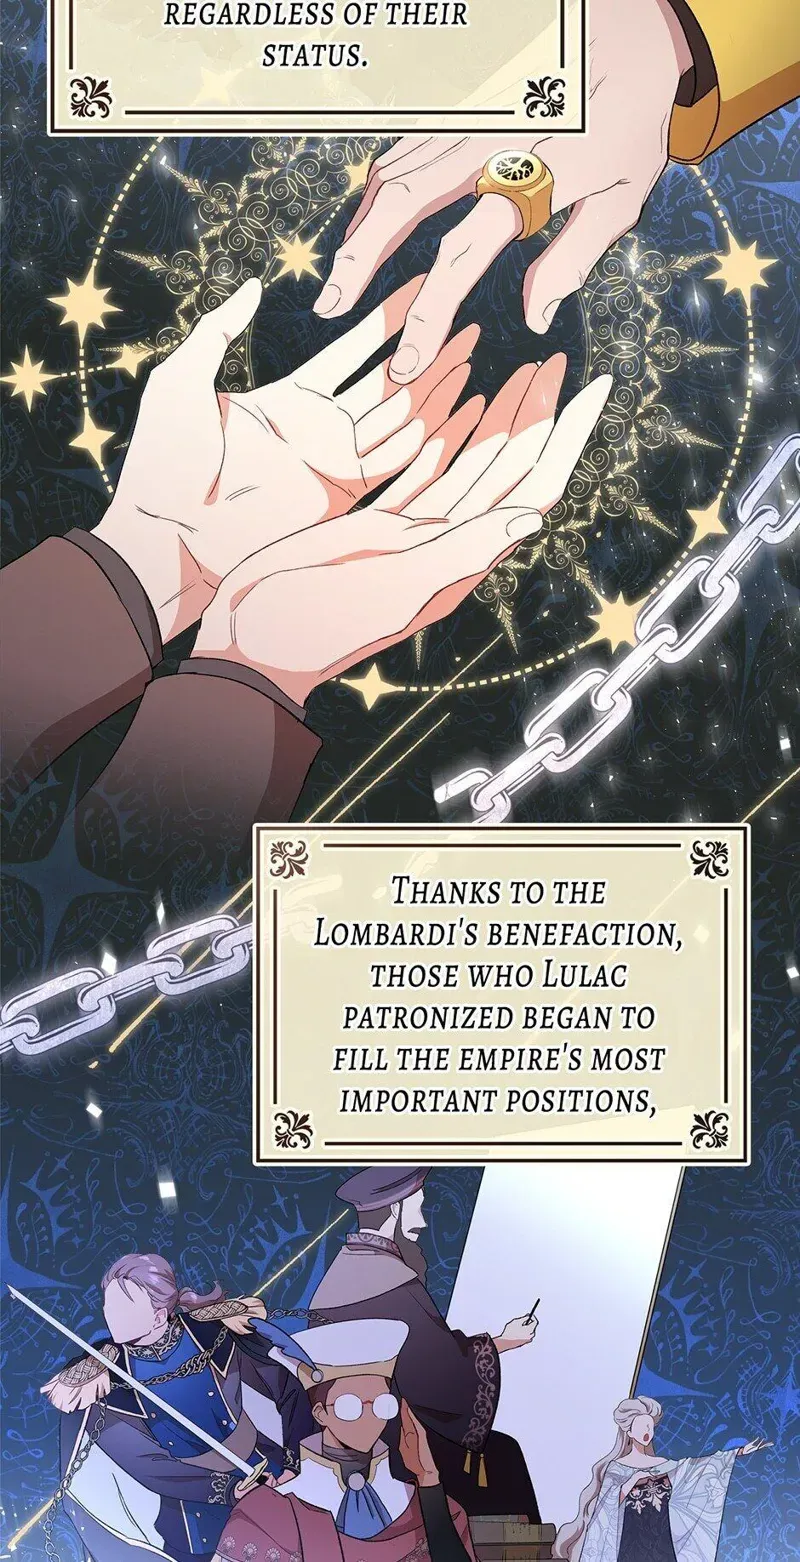 REGARDLESS OF THEIR
STATUS.
THANKS TO THE
LOMBARDI'S BENEFACTION,
THOSE WHO LULAC
PATRONIZED BEGAN TO
FILL THE EMPIRE'S MOST
IMPORTANT POSITIONS,